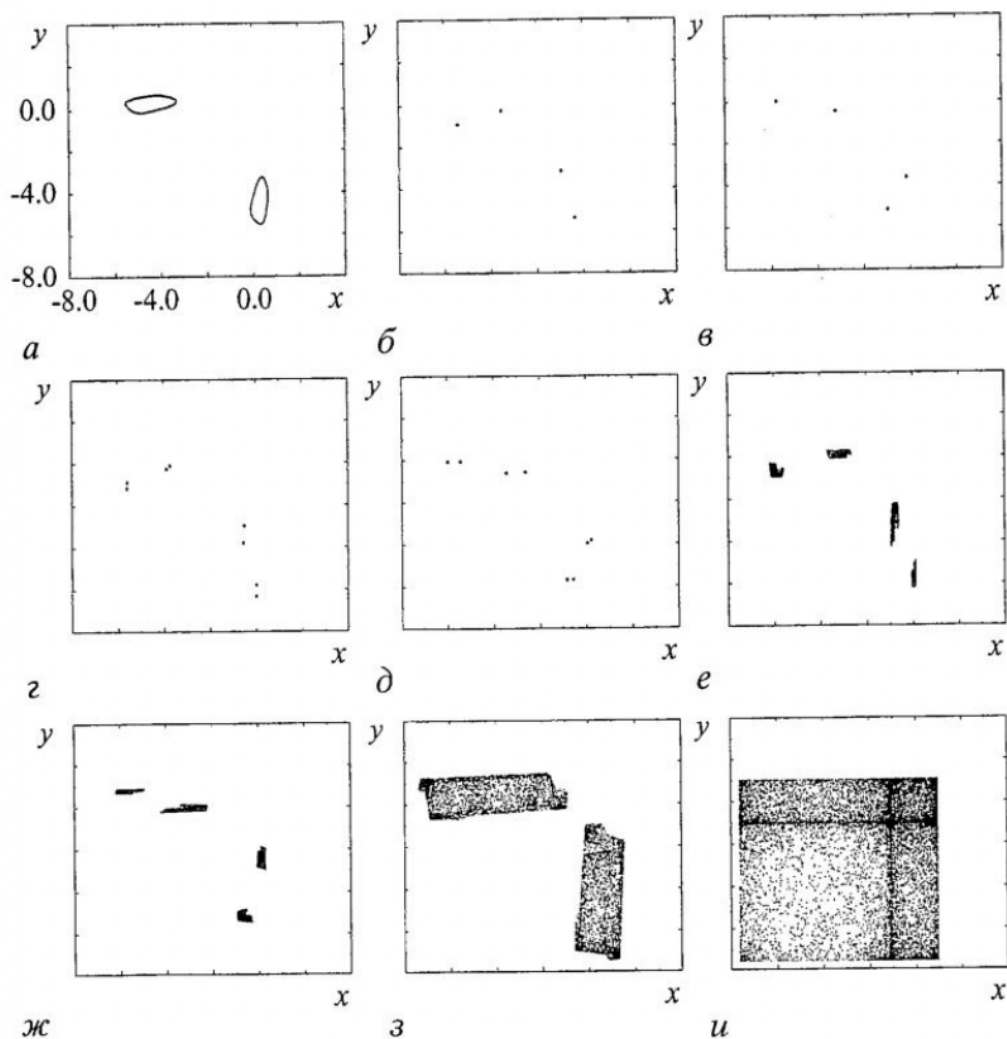 y y y
0.0
-4.0
-8.0
-8.0 -4.0 0.0 x x x
а б в
y y y
x x x
г д е
y y y
x x x
ж з и